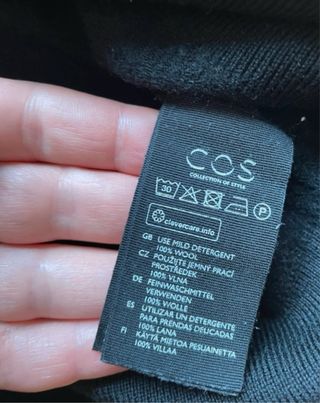 COS
COLLECTION OF STYLE
30
P
clevercare.info
GB USE MILD DETERGENT
100% WOOL
CZ POUŽIJTE JEMNÝ PRACÍ
PROSTŘEDEK
100% VLNA
DE FEINWASCHMITTEL
VERWENDEN
100% WOLLE
ES UTILIZAR UN DETERGENTE
PARA PRENDAS DELICADAS
100% LANA
FI KÄYTÄ MIETOA PESUAINETTA
100% VILLAA